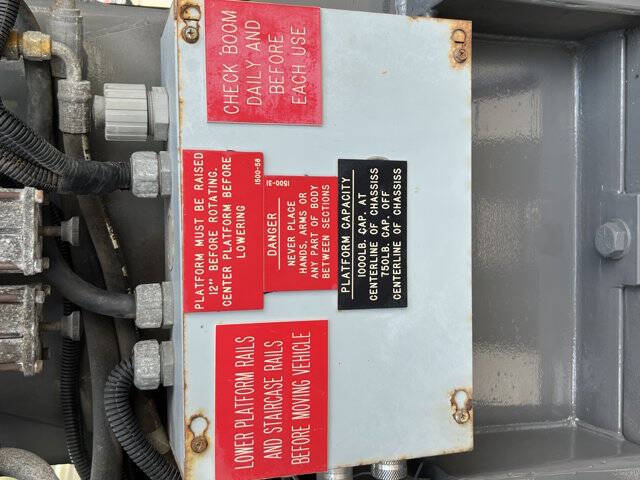 CHECK BOOM
DAILY AND
BEFORE
EACH USE
PLATFORM MUST BE RAISED
12" BEFORE ROTATING.
CENTER PLATFORM BEFORE
LOWERING
1500-58
1500-31
DANGER
NEVER PLACE
HANDS, ARMS OR
ANY PART OF BODY
BETWEEN SECTIONS
PLATFORM CAPACITY
1000LB. CAP. AT
CENTERLINE OF CHASSISS
750LB. CAP. OFF
CENTERLINE OF CHASSISS
LOWER PLATFORM RAILS
AND STAIRCASE RAILS
BEFORE MOVING VEHICLE